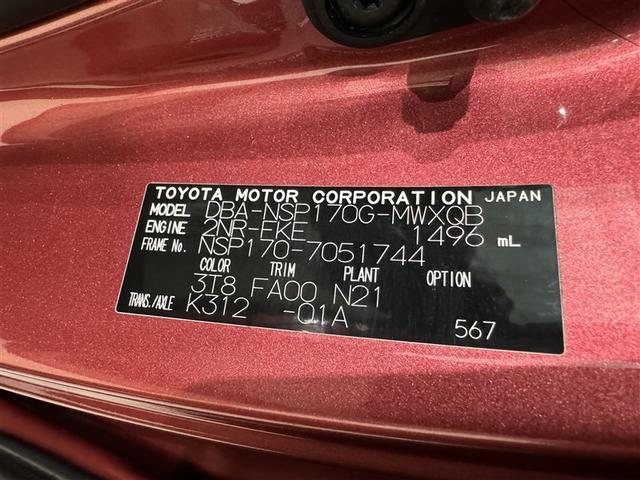 TOYOTA MOTOR CORPORATION JAPAN
MODEL DBA-NSP170G-MWXQB
ENGINE 2NR-FKE 1496 mL
FRAME No. NSP170-7051744
COLOR TRIM PLANT OPTION
3T8 FA00 N21
TRANS./AXLE K312 -01A
567